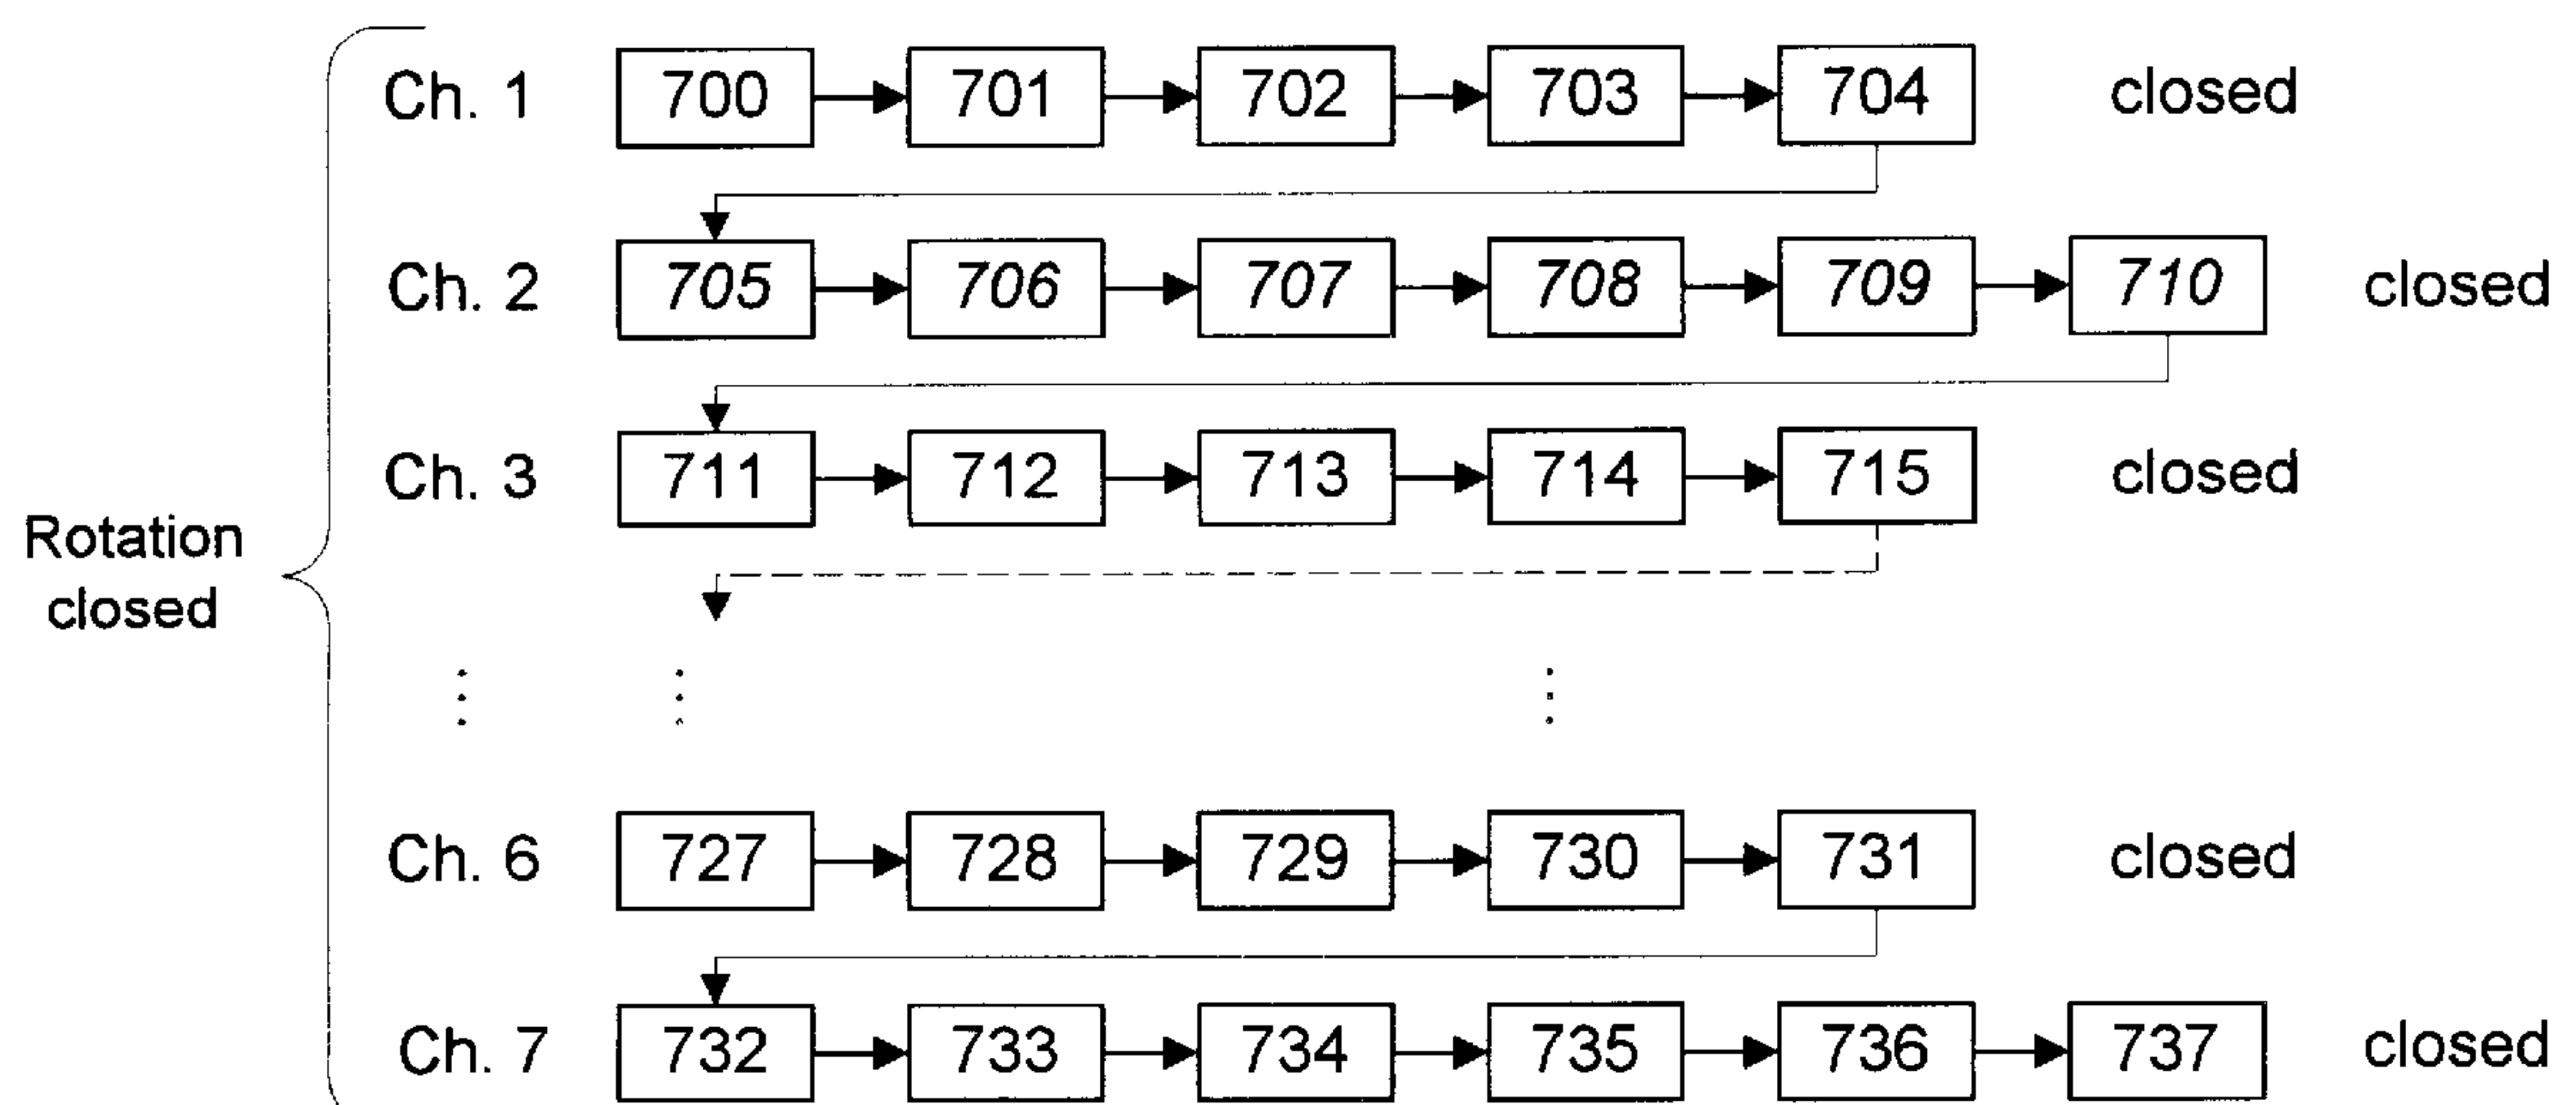 Ch. 1 700 701 702 703 704 closed
Ch. 2 705 706 707 708 709 710 closed
Ch. 3 711 712 713 714 715 closed
Rotation
closed
Ch. 6 727 728 729 730 731 closed
Ch. 7 732 733 734 735 736 737 closed